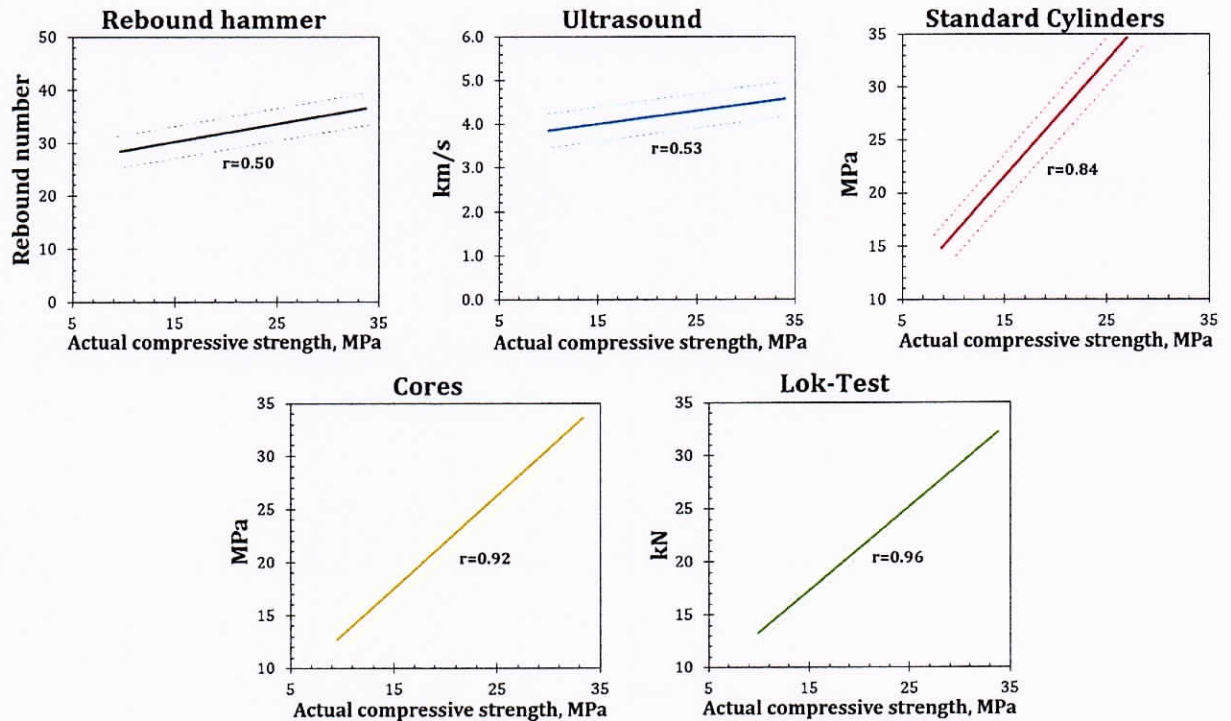 Rebound hammer
Rebound number
50
40
30
20
10
0
r=0.50
5
15
25
35
Actual compressive strength, MPa
Ultrasound
km/s
6.0
5.0
4.0
3.0
2.0
1.0
0.0
r=0.53
5
15
25
35
Actual compressive strength, MPa
Standard Cylinders
MPa
35
30
25
20
15
10
r=0.84
5
15
25
35
Actual compressive strength, MPa
Cores
MPa
35
30
25
20
15
10
r=0.92
5
15
25
35
Actual compressive strength, MPa
Lok-Test
kN
35
30
25
20
15
10
r=0.96
5
15
25
35
Actual compressive strength, MPa